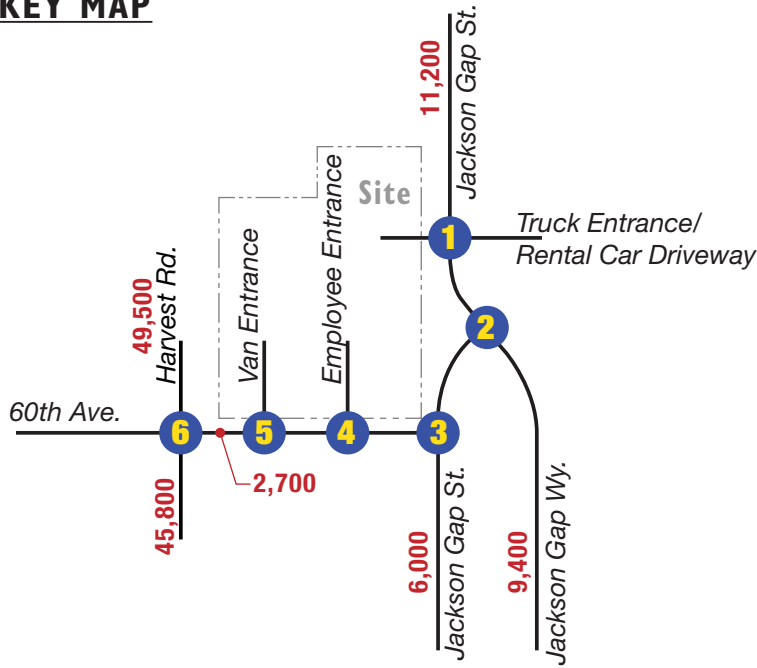 KEY MAP
11,200
Jackson Gap St.
Site
Truck Entrance/
Rental Car Driveway
1
2
Employee Entrance
Van Entrance
49,500
Harvest Rd.
60th Ave.
6
5
4
3
2,700
45,800
6,000
Jackson Gap St.
9,400
Jackson Gap Wy.